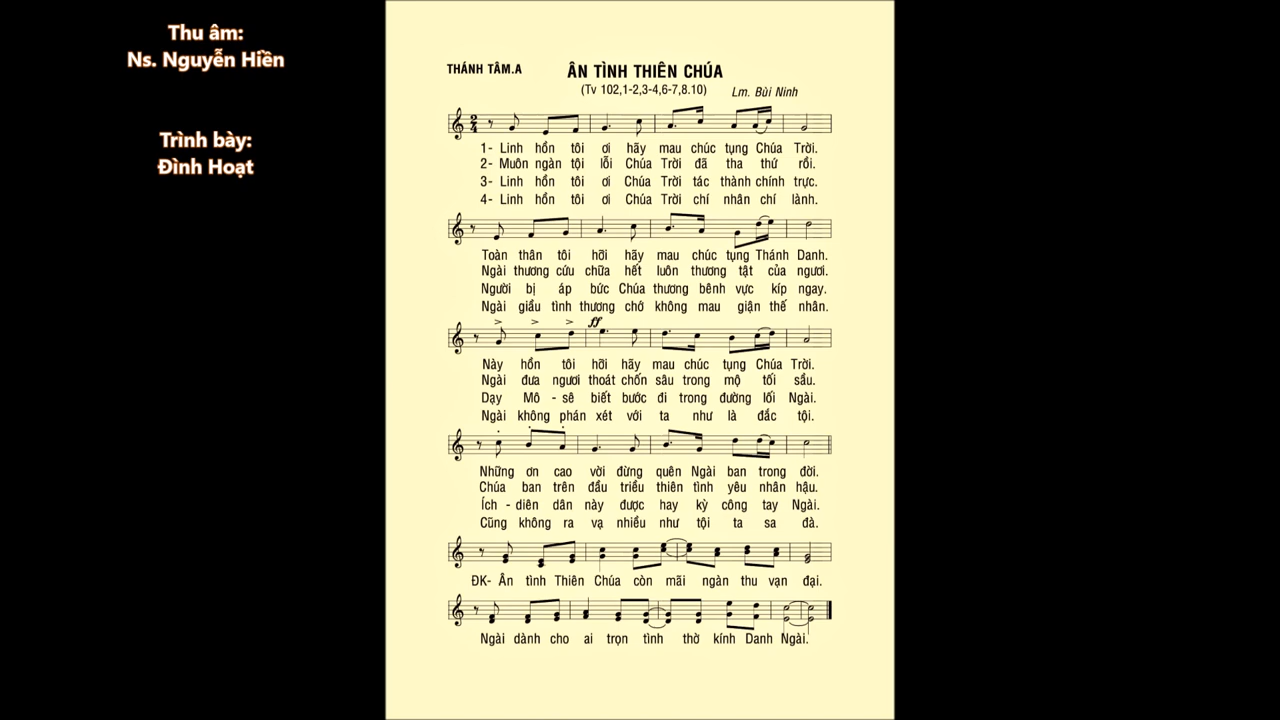 Thu âm:
Ns. Nguyễn Hiền
Trình bày:
Đình Hoạt
THÁNH TÂM.A
ÂN TÌNH THIÊN CHÚA
(Tv 102,1-2,3-4,6-7,8.10)
Lm. Bùi Ninh
1- Linh hồn tôi ơi hãy mau chúc tụng Chúa Trời.
2- Muôn ngàn tội lỗi Chúa Trời đã tha thứ rồi.
3- Linh hồn tôi ơi Chúa Trời tác thành chính trực.
4- Linh hồn tôi ơi Chúa Trời chí nhân chí lành.
Toàn thân tôi hỡi hãy mau chúc tụng Thánh Danh.
Ngài thương cứu chữa hết luôn thương tật của ngươi.
Người bị áp bức Chúa thương bênh vực kíp ngay.
Ngài giầu tình thương chớ không mau giận thế nhân.
ff
Này hồn tôi hỡi hãy mau chúc tụng Chúa Trời.
Ngài đưa ngươi thoát chốn sâu trong mộ tối sầu.
Dạy Mô - sê biết bước đi trong đường lối Ngài.
Ngài không phán xét với ta như là đắc tội.
Những ơn cao vời đừng quên Ngài ban trong đời.
Chúa ban trên đầu triều thiên tình yêu nhân hậu.
Ích - diên dân này được hay kỳ công tay Ngài.
Cũng không ra vạ nhiều như tội ta sa đà.
ĐK- Ân tình Thiên Chúa còn mãi ngàn thu vạn đại.
Ngài dành cho ai trọn tình thờ kính Danh Ngài.